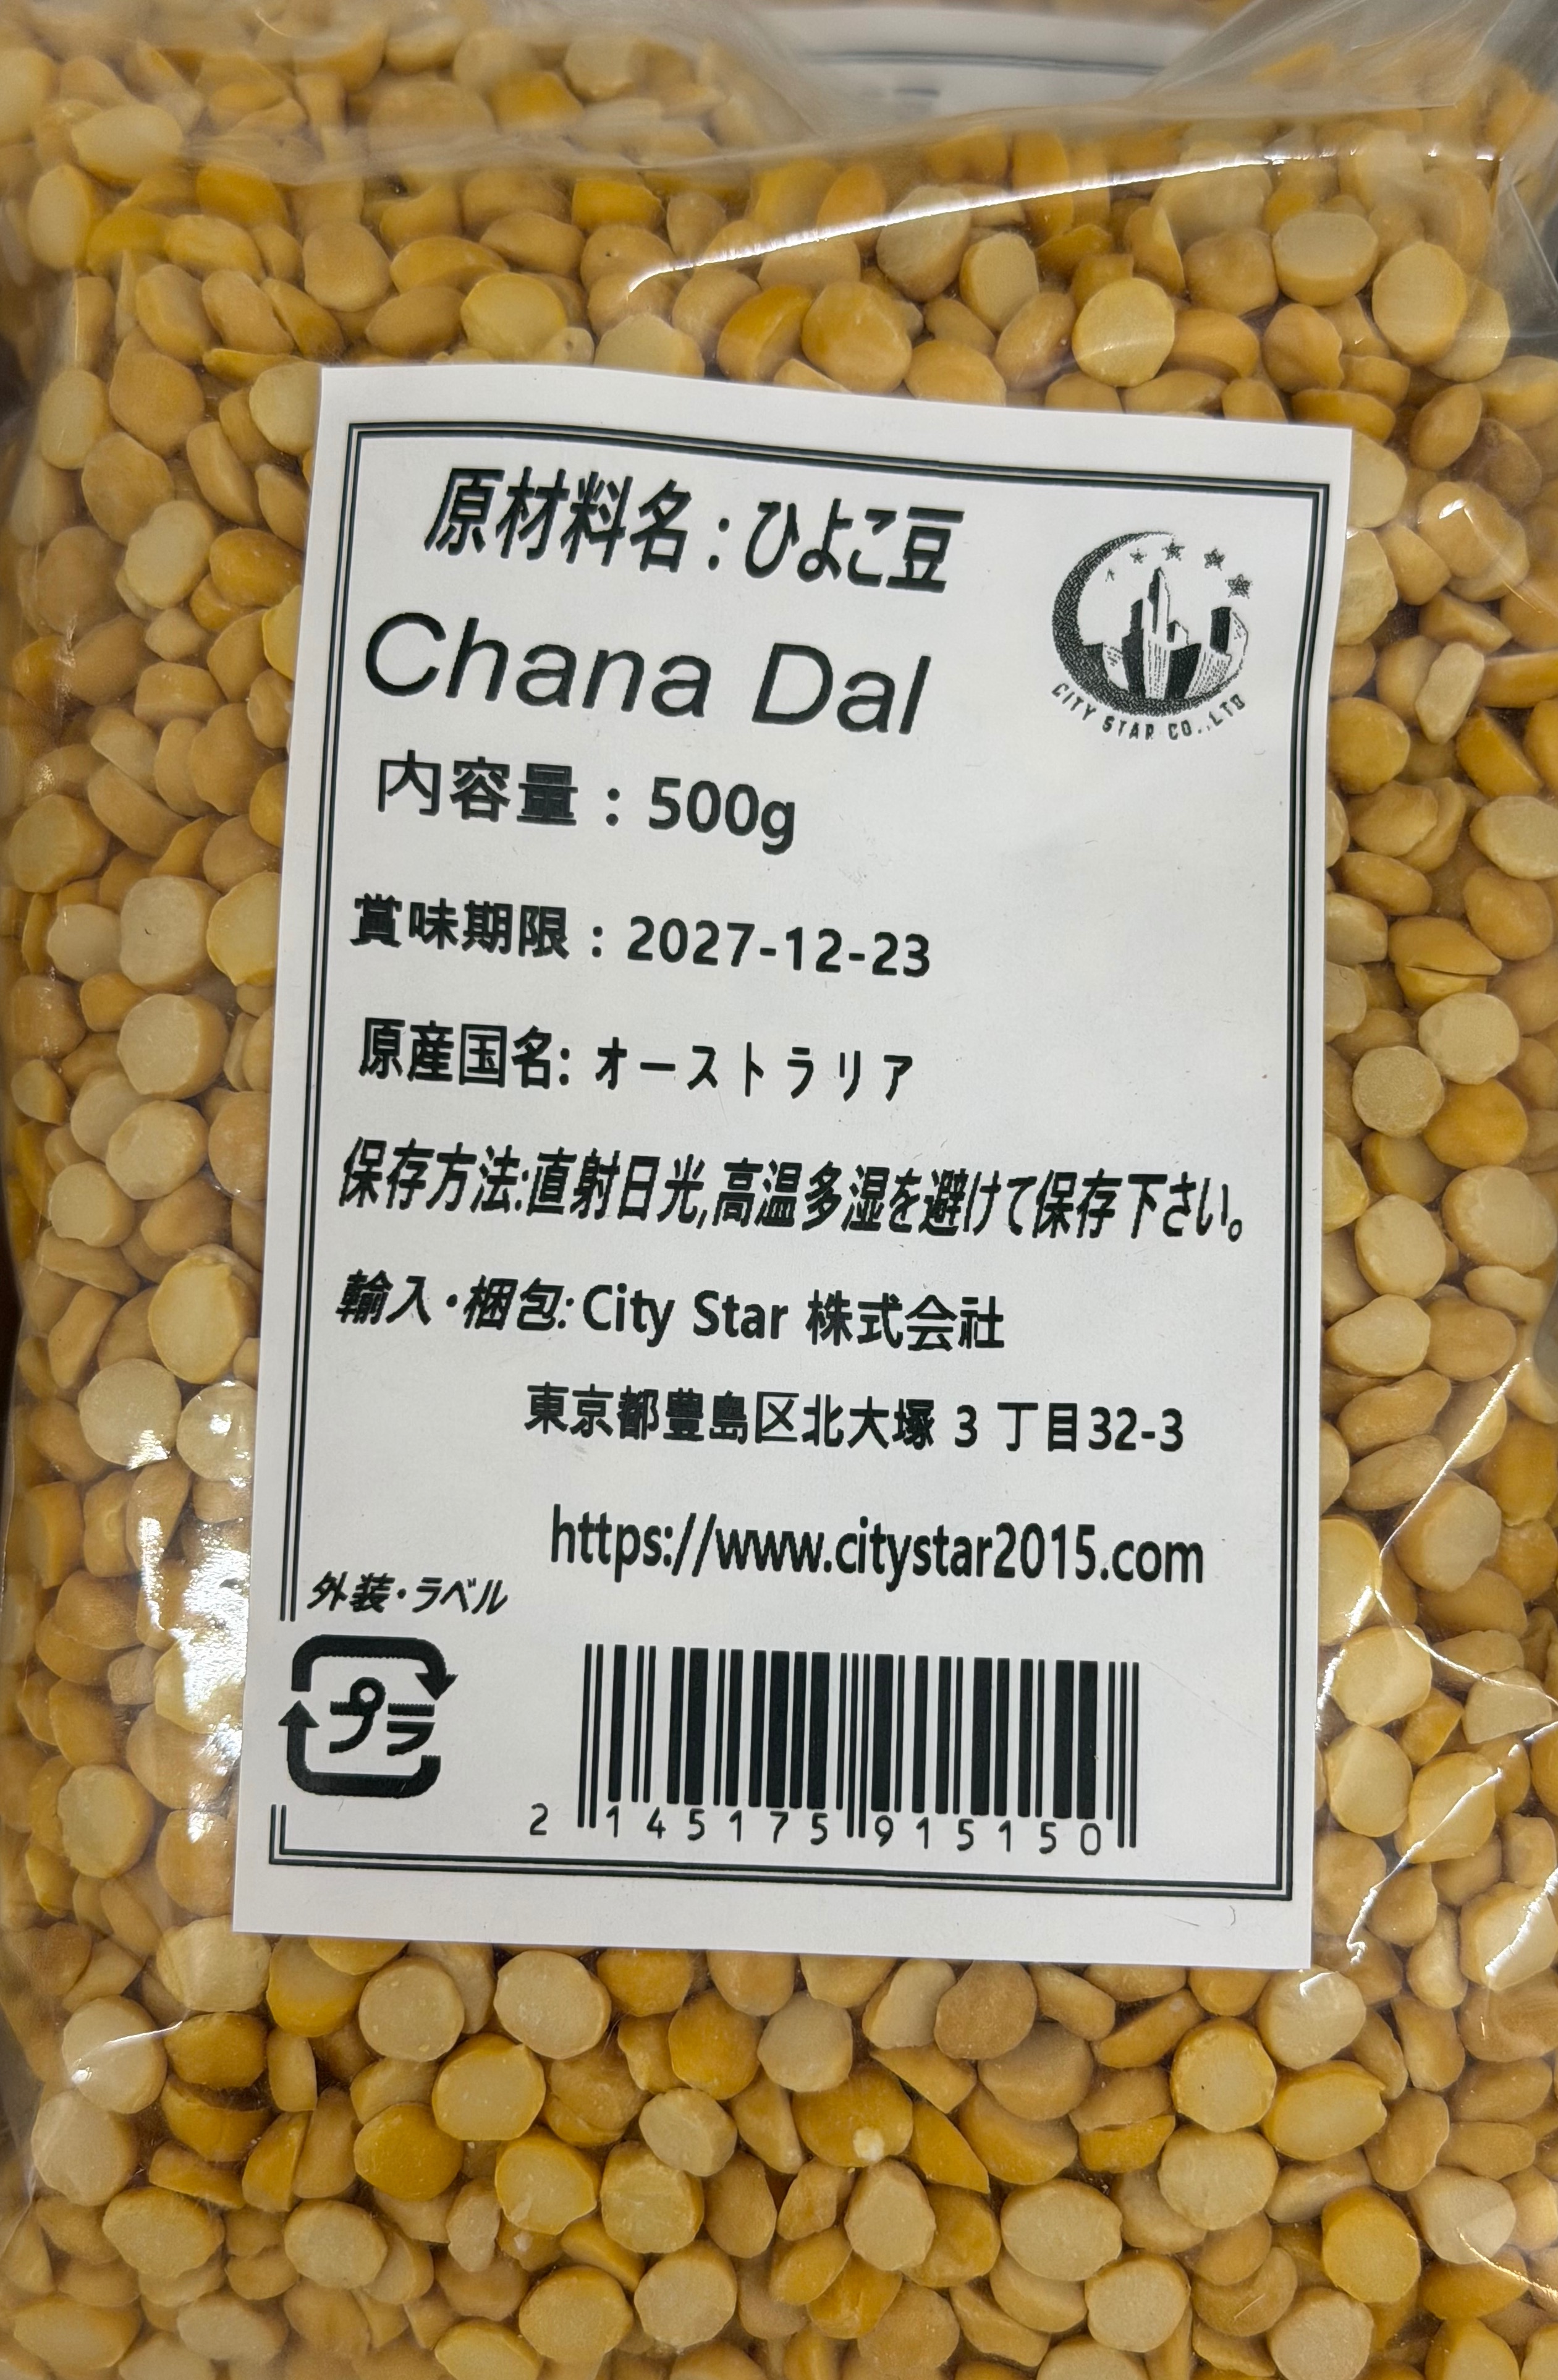 原材料名：ひよこ豆
CITY STAR CO.,LTD
Chana Dal
内容量：500g
賞味期限：2027-12-23
原産国名: オーストラリア
保存方法:直射日光,高温多湿を避けて保存下さい。
輸入・梱包: City Star 株式会社
東京都豊島区北大塚 3 丁目32-3
https://www.citystar2015.com
外装・ラベル
プラ
2 145175 915150